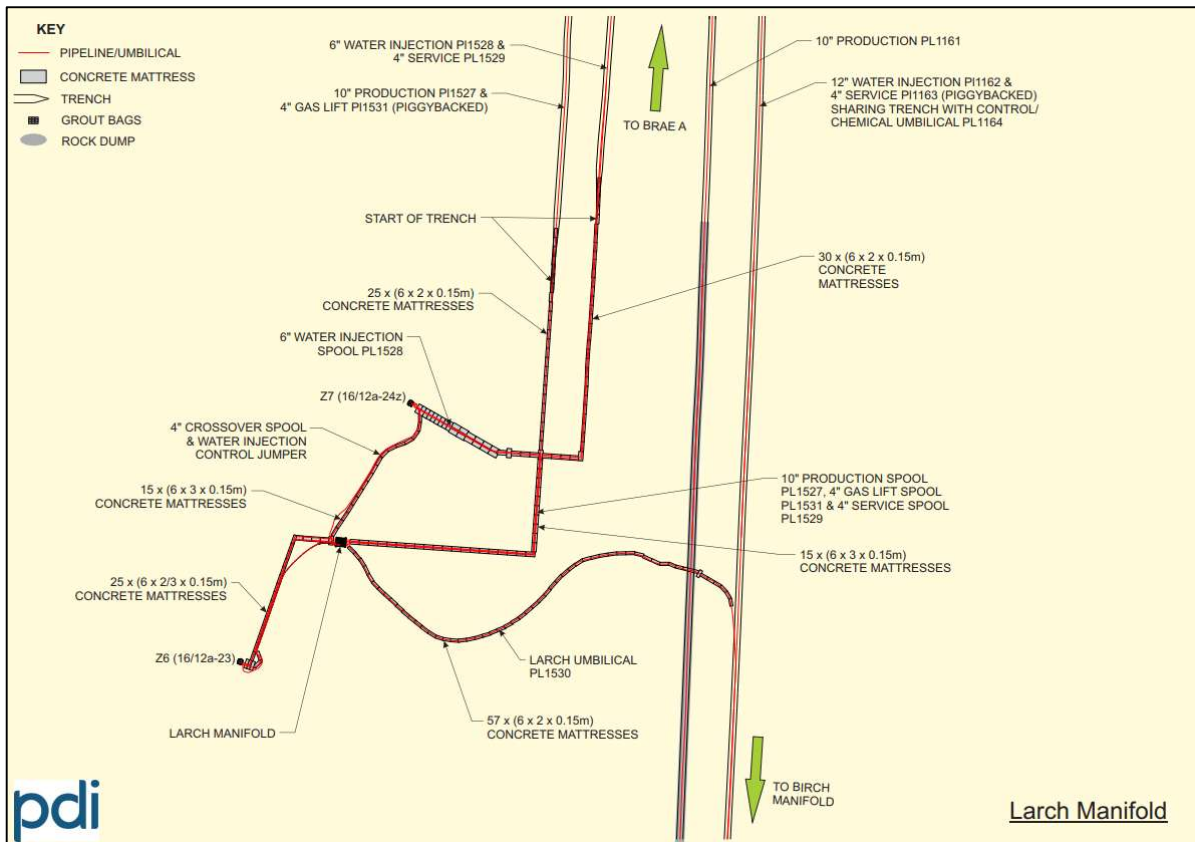 KEY
PIPELINE/UMBILICAL
CONCRETE MATTRESS
TRENCH
GROUT BAGS
ROCK DUMP
6" WATER INJECTION PI1528 &
4" SERVICE PL1529
10" PRODUCTION PI1527 &
4" GAS LIFT PI1531 (PIGGYBACKED)
TO BRAE A
10" PRODUCTION PL1161
12" WATER INJECTION PI1162 &
4" SERVICE PI1163 (PIGGYBACKED)
SHARING TRENCH WITH CONTROL/
CHEMICAL UMBILICAL PL1164
START OF TRENCH
30 x (6 x 2 x 0.15m)
CONCRETE
MATTRESSES
25 x (6 x 2 x 0.15m)
CONCRETE MATTRESSES
6" WATER INJECTION
SPOOL PL1528
Z7 (16/12a-24z)
4" CROSSOVER SPOOL
& WATER INJECTION
CONTROL JUMPER
15 x (6 x 3 x 0.15m)
CONCRETE MATTRESSES
10" PRODUCTION SPOOL
PL1527, 4" GAS LIFT SPOOL
PL1531 & 4" SERVICE SPOOL
PL1529
15 x (6 x 3 x 0.15m)
CONCRETE MATTRESSES
25 x (6 x 2/3 x 0.15m)
CONCRETE MATTRESSES
Z6 (16/12a-23)
LARCH UMBILICAL
PL1530
LARCH MANIFOLD
57 x (6 x 2 x 0.15m)
CONCRETE MATTRESSES
TO BIRCH
MANIFOLD
pdi
Larch Manifold